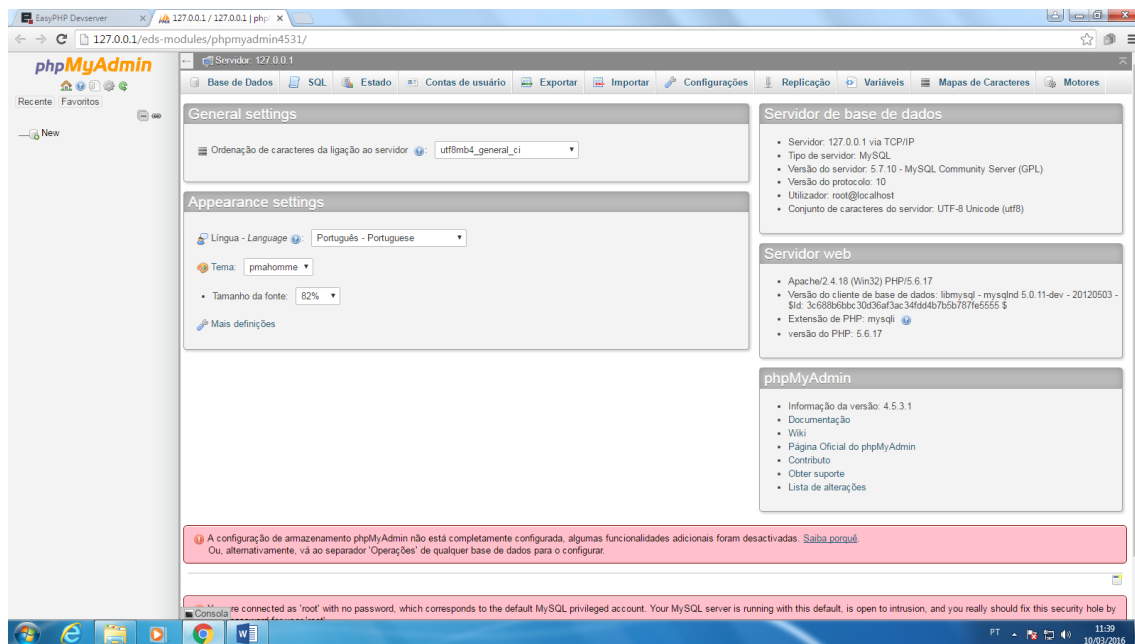 EasyPHP Devserver
127.0.0.1 / 127.0.0.1 | php
127.0.0.1/eds-modules/phpmyadmin4531/
phpMyAdmin
Recente Favoritos
New
Servidor: 127.0.0.1
Base de Dados SQL Estado Contas de usuário Exportar Importar Configurações Replicação Variáveis Mapas de Caracteres Motores
General settings
Ordenação de caracteres da ligação ao servidor : utf8mb4_general_ci
Appearance settings
Língua - Language : Português - Portuguese
Tema: pmahomme
• Tamanho da fonte: 82%
Mais definições
Servidor de base de dados
• Servidor: 127.0.0.1 via TCP/IP
• Tipo de servidor: MySQL
• Versão do servidor: 5.7.10 - MySQL Community Server (GPL)
• Versão do protocolo: 10
• Utilizador: root@localhost
• Conjunto de caracteres do servidor: UTF-8 Unicode (utf8)
Servidor web
• Apache/2.4.18 (Win32) PHP/5.6.17
• Versão do cliente de base de dados: libmysql - mysqlnd 5.0.11-dev - 20120503 -
$Id: 3c688b6bbc30d36af3ac34fdd4b7b5b787fe5555 $
• Extensão de PHP: mysqli
• versão do PHP: 5.6.17
phpMyAdmin
• Informação da versão: 4.5.3.1
• Documentação
• Wiki
• Página Oficial do phpMyAdmin
• Contributo
• Obter suporte
• Lista de alterações
A configuração de armazenamento phpMyAdmin não está completamente configurada, algumas funcionalidades adicionais foram desactivadas. Saiba porquê.
Ou, alternativamente, vá ao separador 'Operações' de qualquer base de dados para o configurar.
are connected as 'root' with no password, which corresponds to the default MySQL privileged account. Your MySQL server is running with this default, is open to intrusion, and you really should fix this security hole by
Consola
PT 11:39
10/03/2016